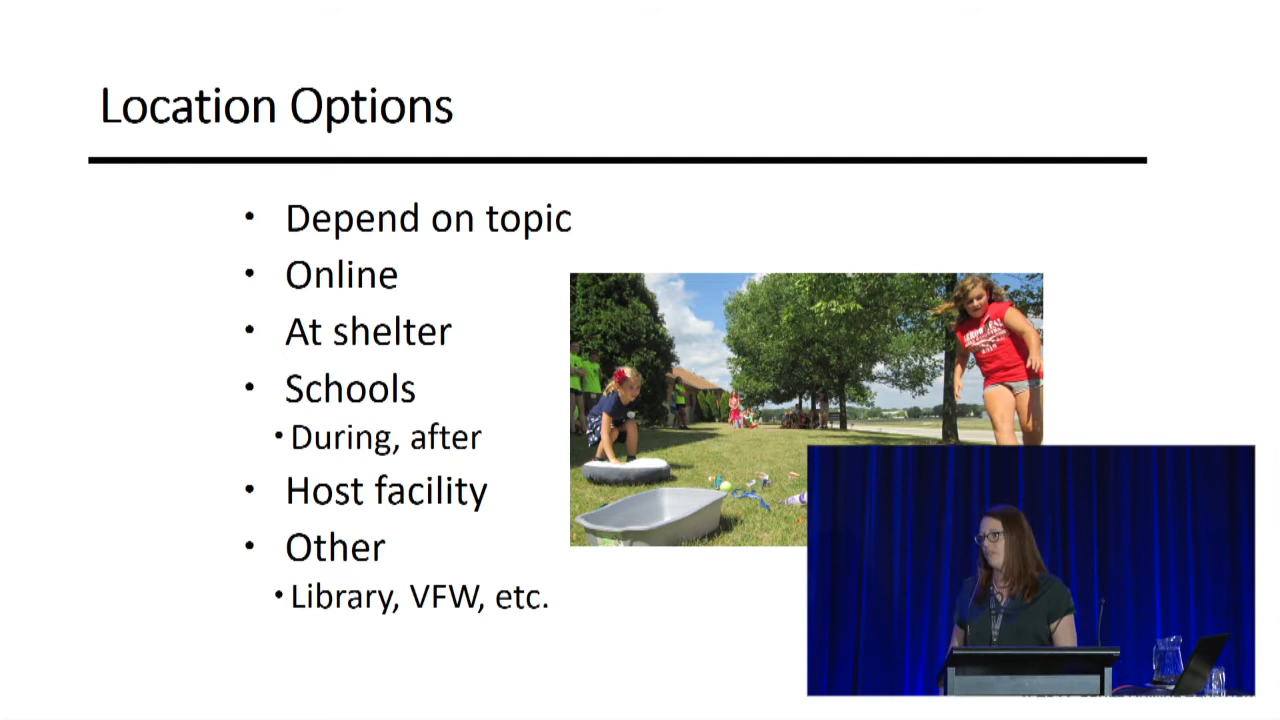 Location Options
• Depend on topic
• Online
• At shelter
• Schools
• During, after
• Host facility
• Other
• Library, VFW, etc.